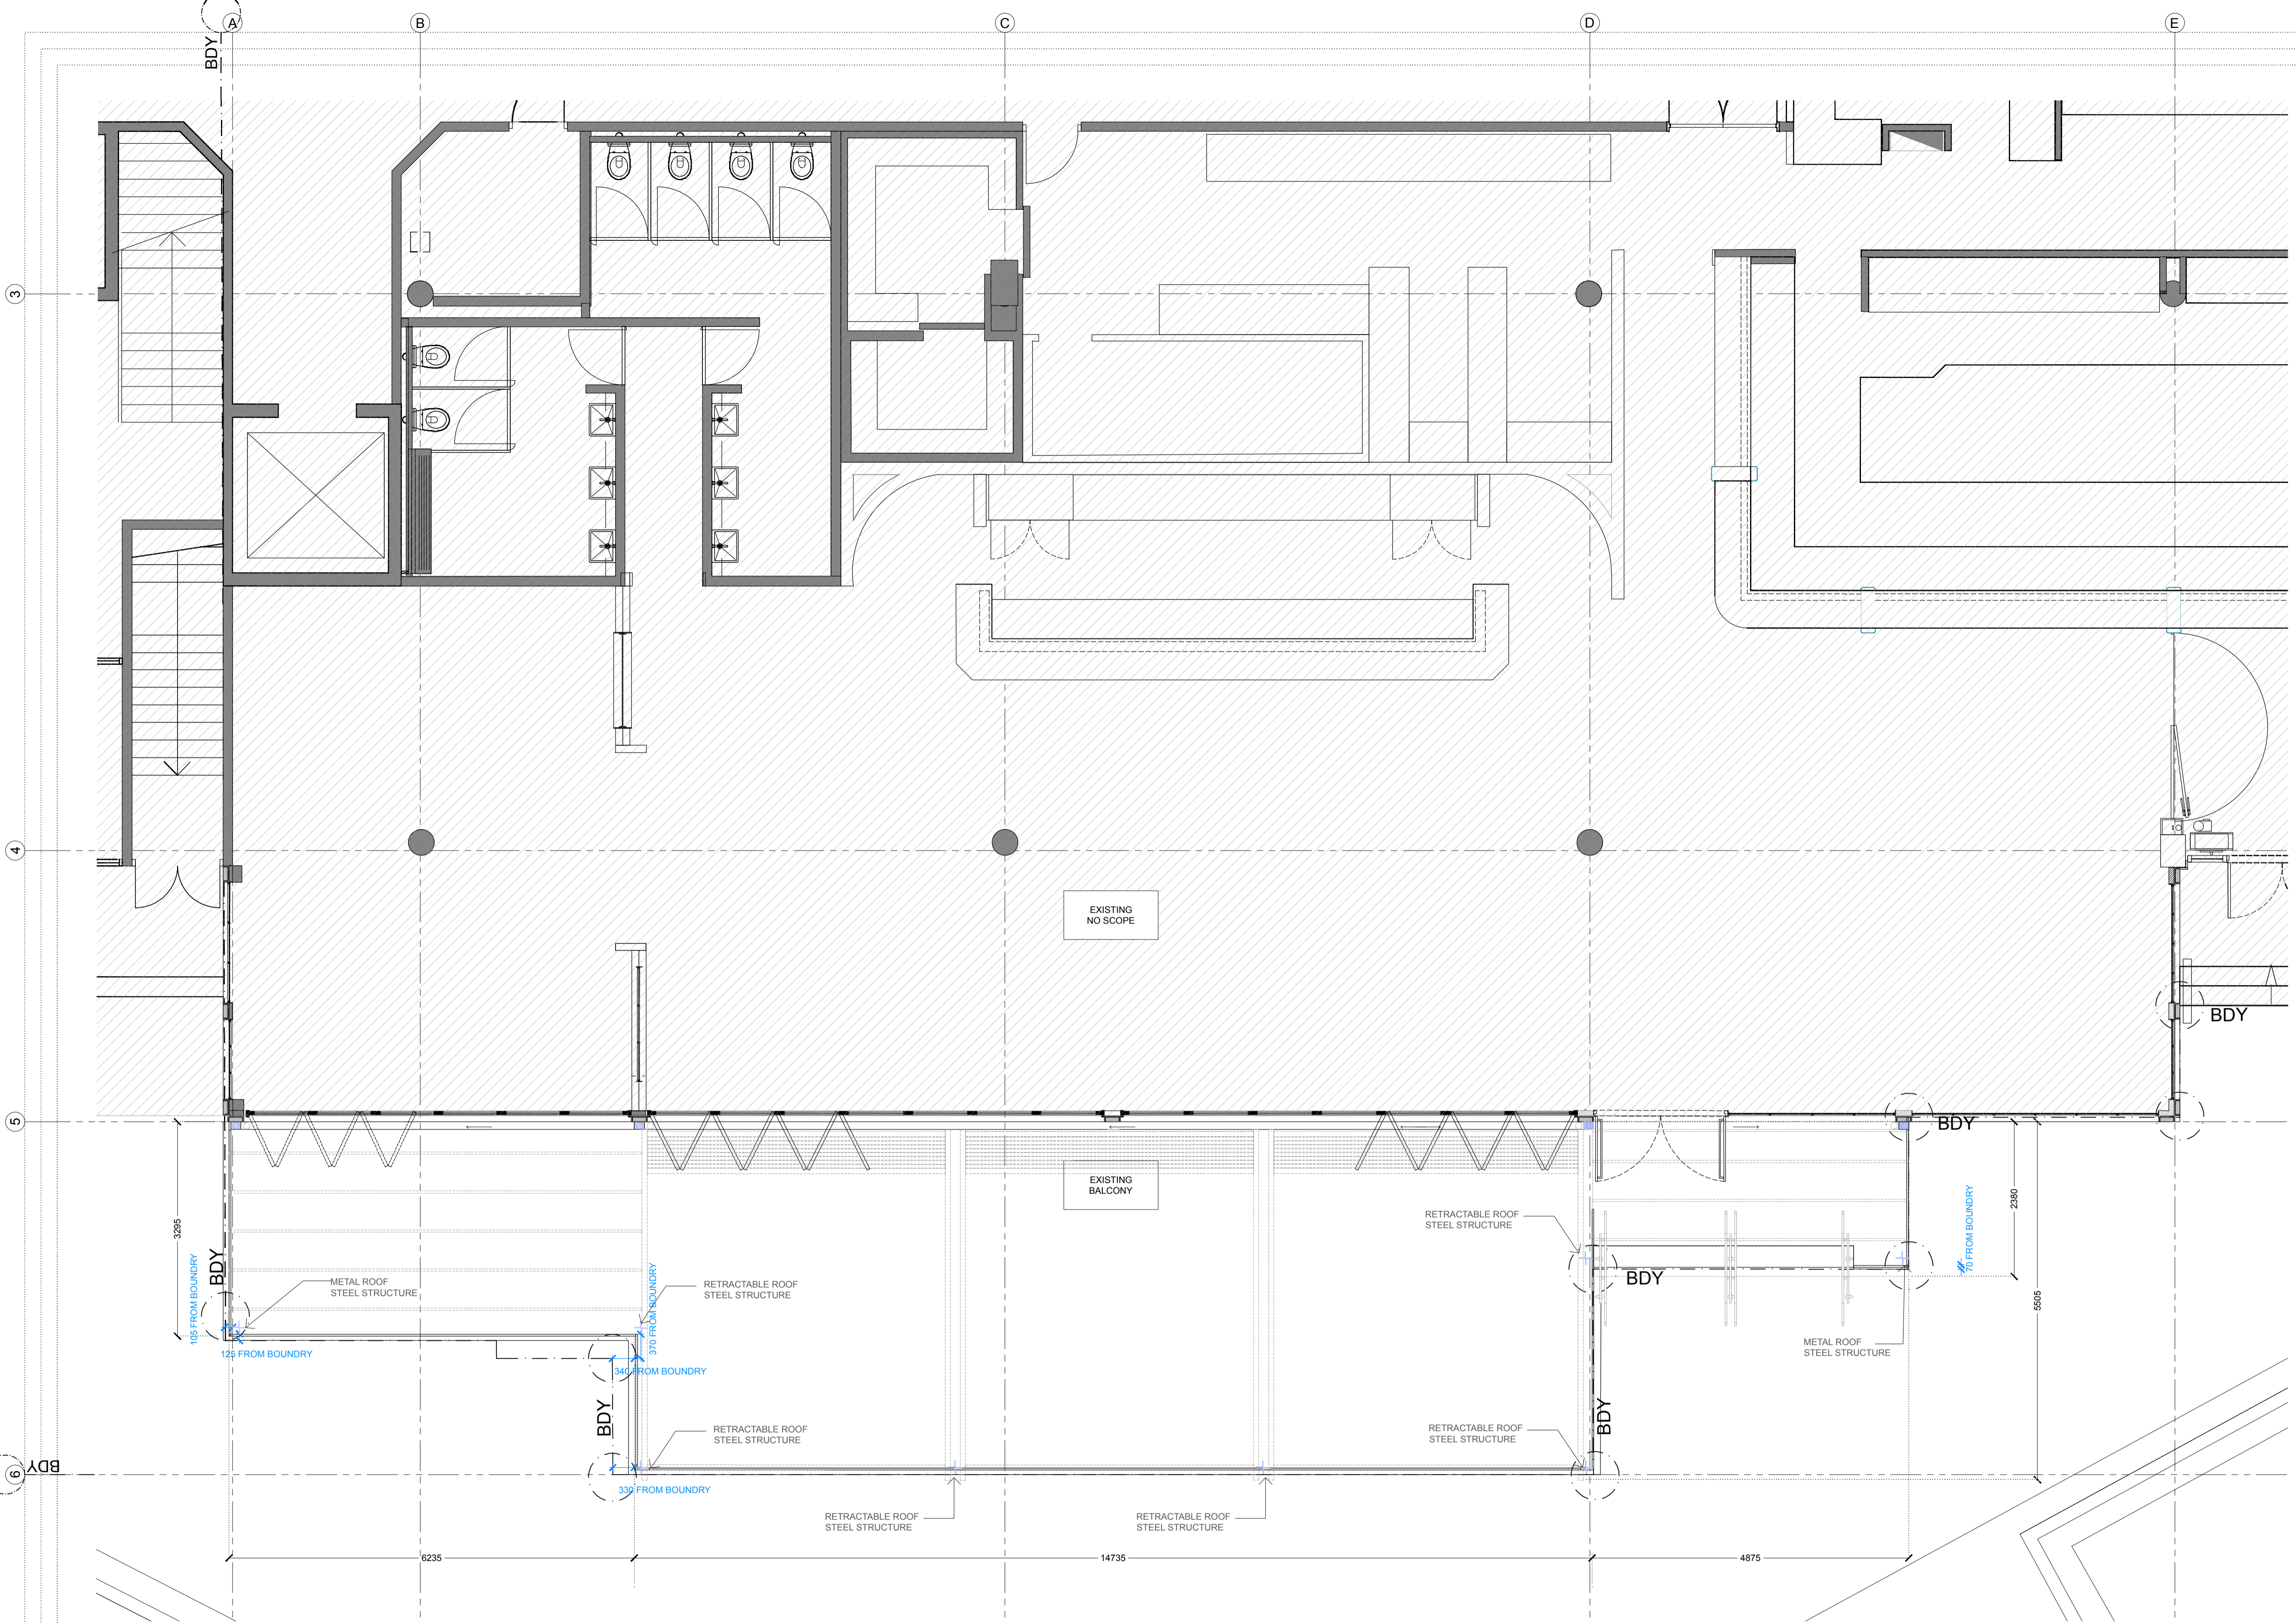 A
B
C
D
E
BDY
3
4
EXISTING
NO SCOPE
BDY
5
BDY
EXISTING
BALCONY
3295
2380
70 FROM BOUNDRY
RETRACTABLE ROOF
STEEL STRUCTURE
BDY
BDY
105 FROM BOUNDRY
METAL ROOF
STEEL STRUCTURE
RETRACTABLE ROOF
STEEL STRUCTURE
370 FROM BOUNDRY
5505
METAL ROOF
STEEL STRUCTURE
125 FROM BOUNDRY
340 FROM BOUNDRY
BDY
BDY
RETRACTABLE ROOF
STEEL STRUCTURE
RETRACTABLE ROOF
STEEL STRUCTURE
6
BDY
330 FROM BOUNDRY
RETRACTABLE ROOF
STEEL STRUCTURE
RETRACTABLE ROOF
STEEL STRUCTURE
6235
14735
4875